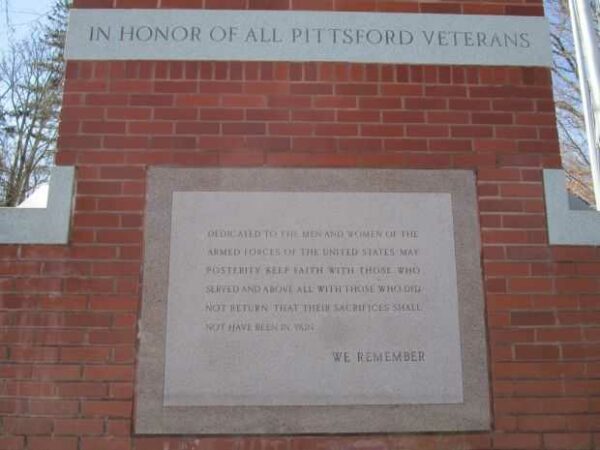 IN HONOR OF ALL PITTSFORD VETERANS
DEDICATED TO THE MEN AND WOMEN OF THE
ARMED FORCES OF THE UNITED STATES MAY
POSTERITY KEEP FAITH WITH THOSE WHO
SERVED AND ABOVE ALL WITH THOSE WHO DID
NOT RETURN THAT THEIR SACRIFICES SHALL
NOT HAVE BEEN IN VAIN
WE REMEMBER